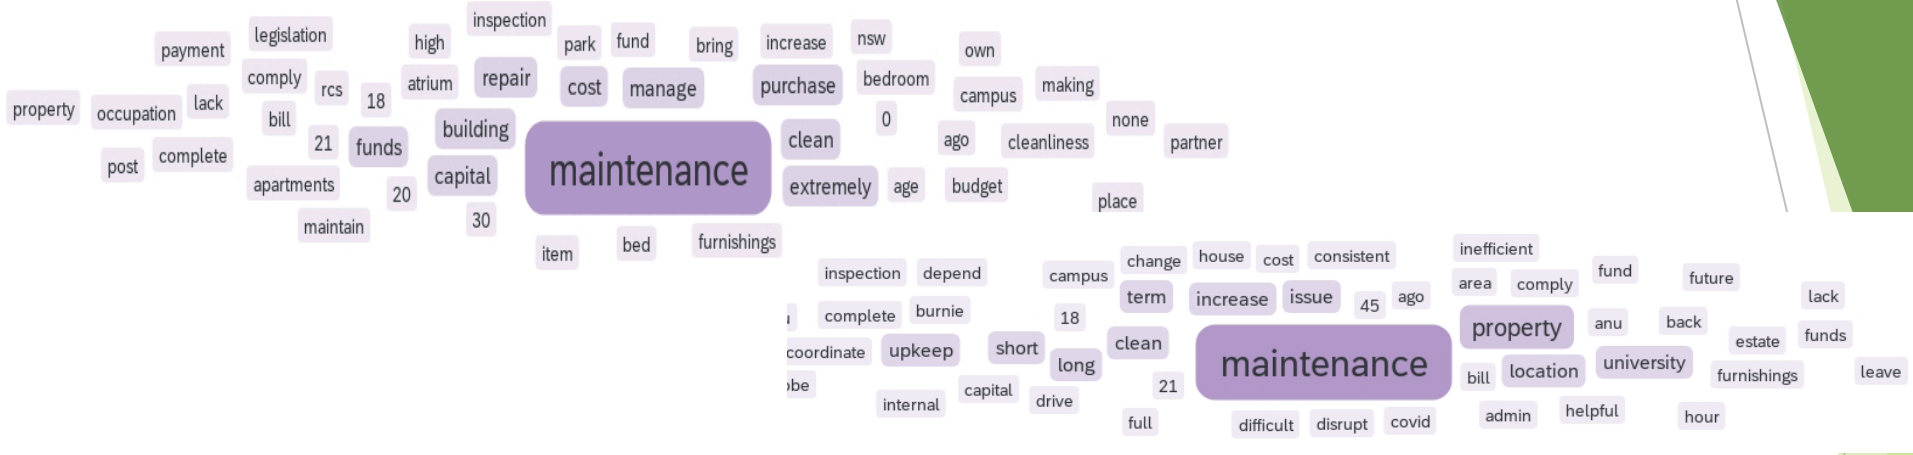 inspection
legislation
payment
high
park
fund
bring
increase
nsw
own
comply
rcs
18
atrium
repair
cost
manage
purchase
bedroom
campus
making
property
occupation
lack
bill
building
0
none
21
funds
clean
ago
cleanliness
partner
post
complete
capital
maintenance
extremely
age
budget
apartments
20
place
maintain
30
item
bed
furnishings
inspection
depend
campus
change
house
cost
consistent
inefficient
area
comply
fund
future
complete
burnie
18
term
increase
issue
45
ago
property
anu
back
lack
coordinate
upkeep
short
long
clean
maintenance
bill
location
university
estate
funds
furnishings
leave
internal
capital
drive
21
full
difficult
disrupt
covid
admin
helpful
hour